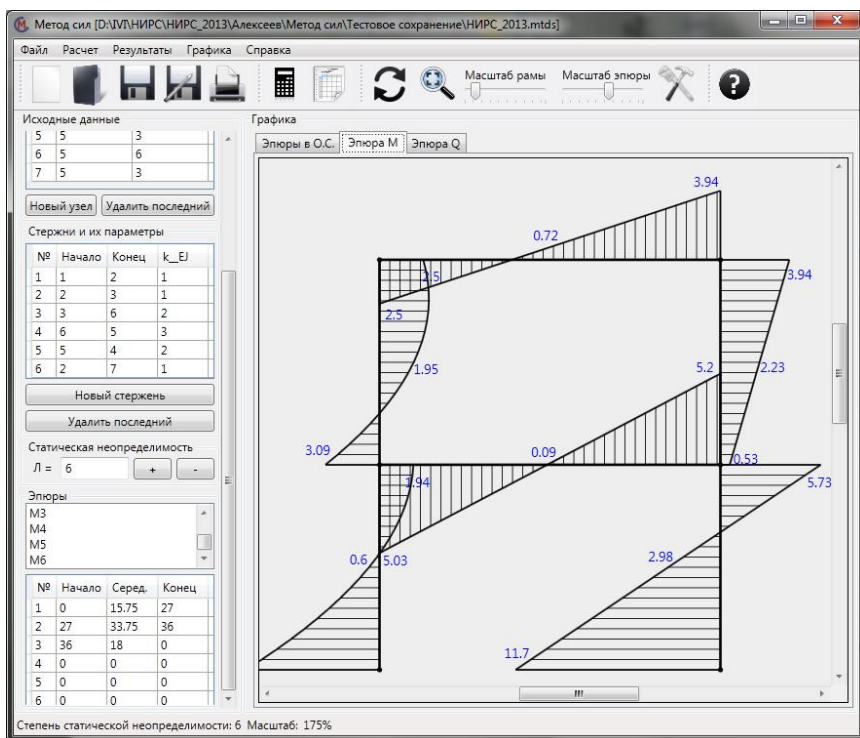 Метод сил [D:\IVI\НИРС\НИРС_2013\Алексеев\Метод сил\Тестовое сохранение\НИРС_2013.mtds]
Файл Расчет Результаты Графика Справка
Масштаб рамы Масштаб эпюры
Исходные данные
5 5 3
6 5 6
7 5 3
Новый узел Удалить последний
Стержни и их параметры
№ Начало Конец k__EJ
1 1 2 1
2 2 3 1
3 3 6 2
4 6 5 3
5 5 4 2
6 2 7 1
Новый стержень
Удалить последний
Статическая неопределимость
Л = 6 + -
Эпюры
M3
M4
M5
M6
№ Начало Серед. Конец
1 0 15.75 27
2 27 33.75 36
3 36 18 0
4 0 0 0
5 0 0 0
6 0 0 0
Графика
Эпюры в О.С. Эпюра M Эпюра Q
3.94
0.72
2.5
3.94
2.5
1.95
5.2
2.23
3.09
0.09
0.53
1.94
5.73
0.6
5.03
2.98
11.7
Степень статической неопределимости: 6 Масштаб: 175%